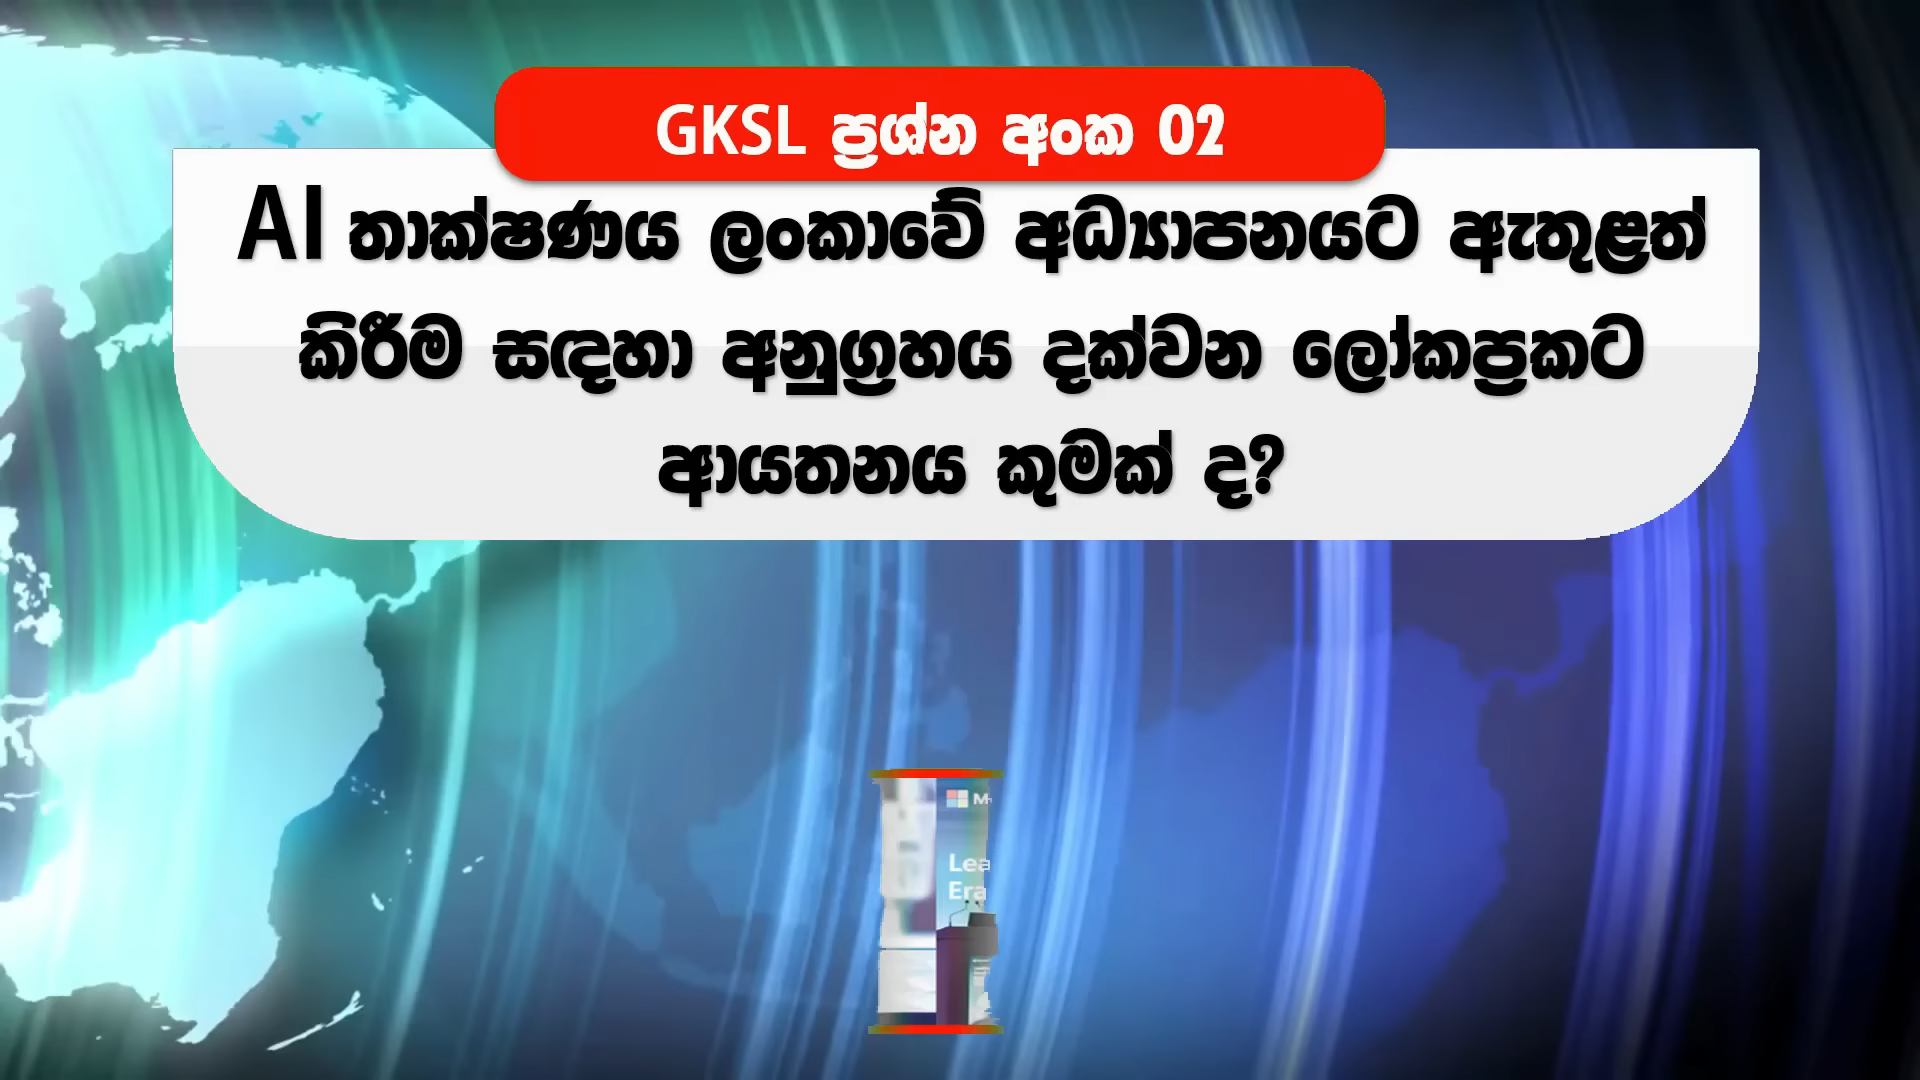 GKSL ප්‍රශ්න අංක 02
AI තාක්ෂණය ලංකාවේ අධ්‍යාපනයට ඇතුළත්
කිරීම සඳහා අනුග්‍රහය දක්වන ලෝකප්‍රකට
ආයතනය කුමක් ද?